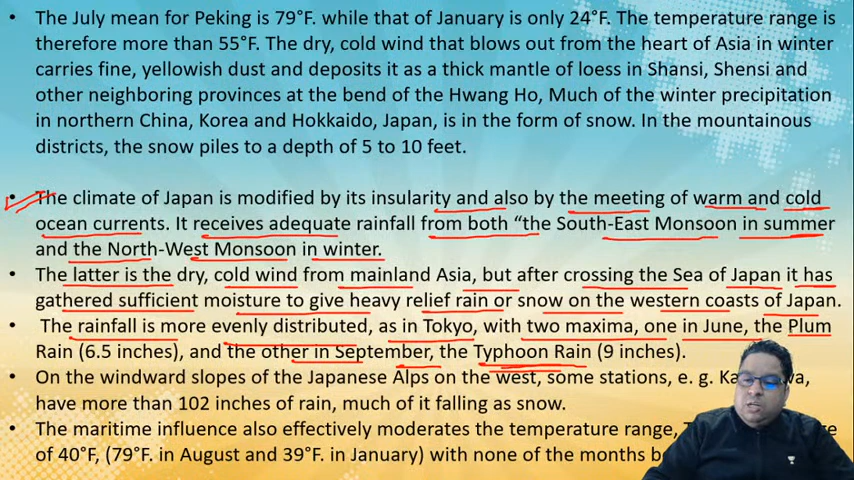 • The July mean for Peking is 79°F. while that of January is only 24°F. The temperature range is
therefore more than 55°F. The dry, cold wind that blows out from the heart of Asia in winter
carries fine, yellowish dust and deposits it as a thick mantle of loess in Shansi, Shensi and
other neighboring provinces at the bend of the Hwang Ho, Much of the winter precipitation
in northern China, Korea and Hokkaido, Japan, is in the form of snow. In the mountainous
districts, the snow piles to a depth of 5 to 10 feet.
• The climate of Japan is modified by its insularity and also by the meeting of warm and cold
ocean currents. It receives adequate rainfall from both “the South-East Monsoon in summer
and the North-West Monsoon in winter.
• The latter is the dry, cold wind from mainland Asia, but after crossing the Sea of Japan it has
gathered sufficient moisture to give heavy relief rain or snow on the western coasts of Japan.
• The rainfall is more evenly distributed, as in Tokyo, with two maxima, one in June, the Plum
Rain (6.5 inches), and the other in September, the Typhoon Rain (9 inches).
• On the windward slopes of the Japanese Alps on the west, some stations, e. g.
have more than 102 inches of rain, much of it falling as snow.
• The maritime influence also effectively moderates the temperature range,
of 40°F, (79°F. in August and 39°F. in January) with none of the months